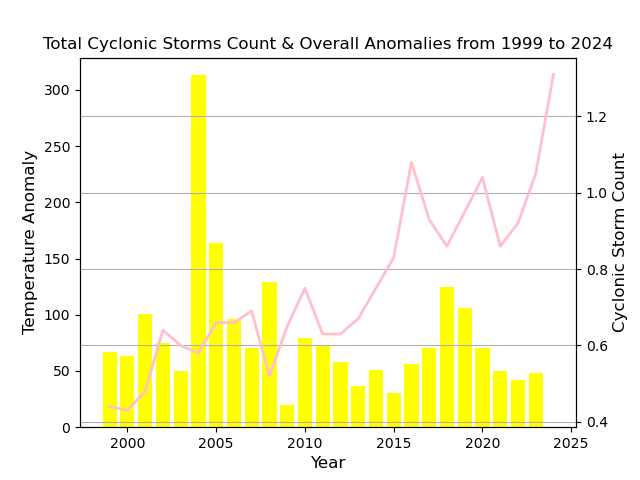 Total Cyclonic Storms Count & Overall Anomalies from 1999 to 2024
Temperature Anomaly
300
250
200
150
100
50
0
1.2
1.0
0.8
0.6
0.4
Cyclonic Storm Count
2000 2005 2010 2015 2020 2025
Year